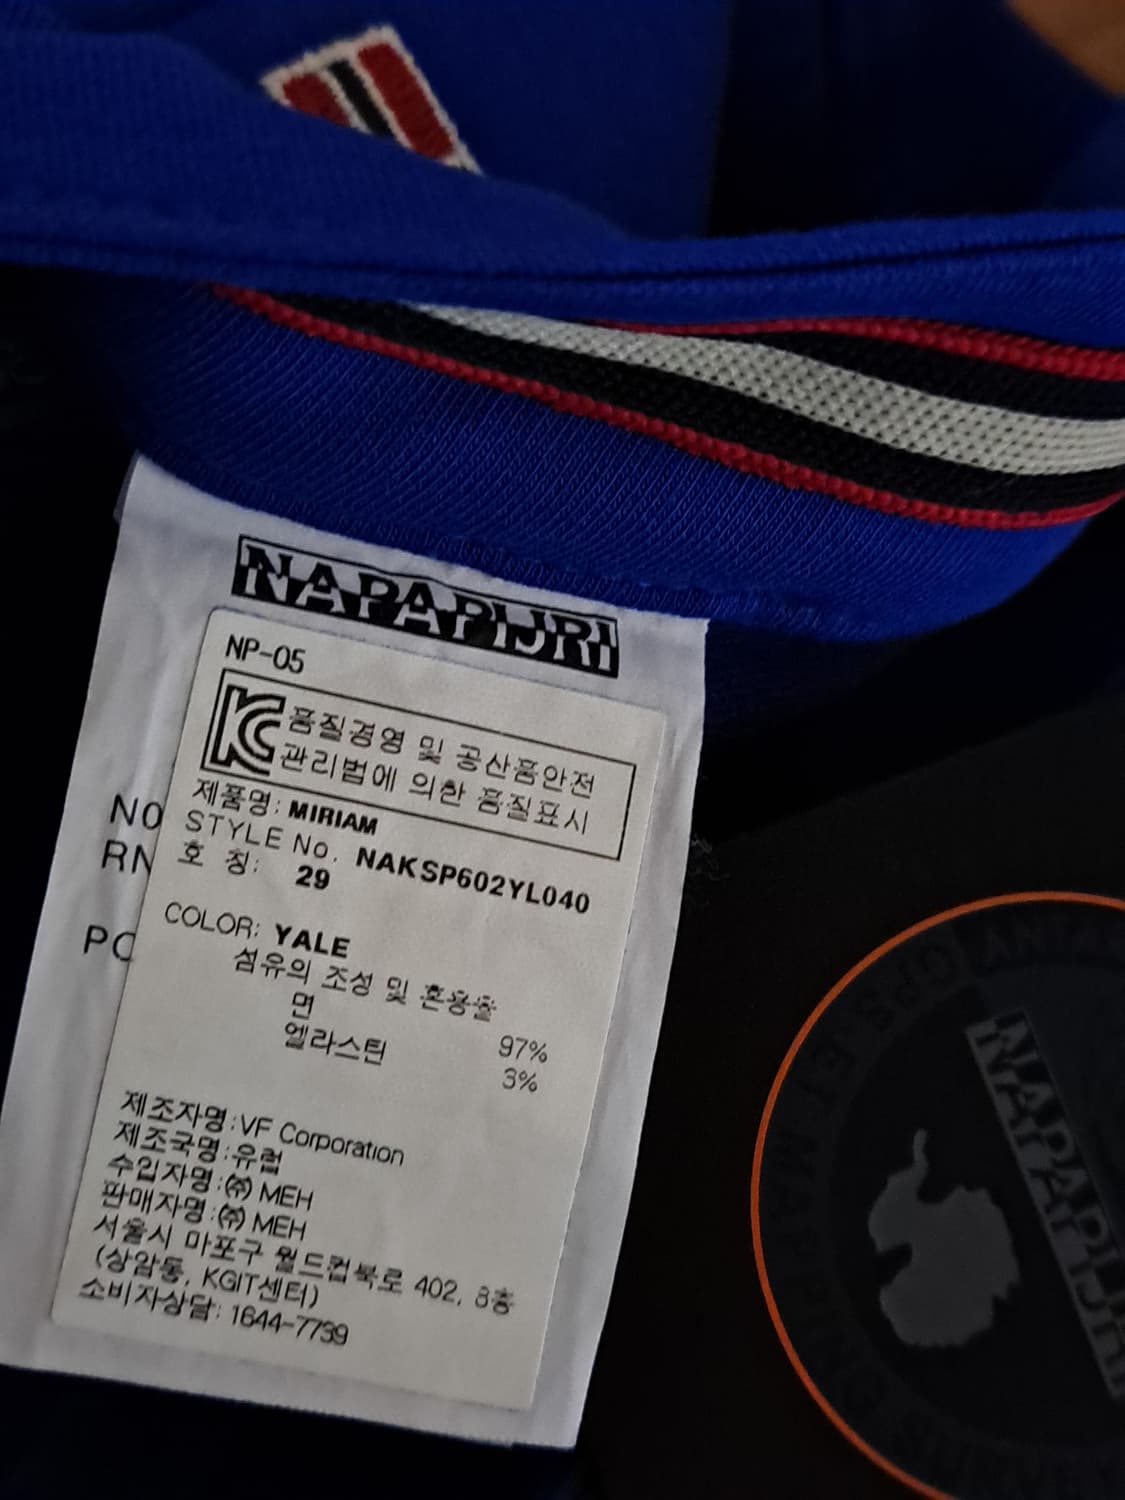 NAPAPIJRI
NP-05
KC 품질경영 및 공산품안전
관리법에 의한 품질표시
제품명: MIRIAM
STYLE No. NAKSP602YL040
호 칭: 29
COLOR: YALE
섬유의 조성 및 혼용율
면 97%
엘라스틴 3%
제조자명:VF Corporation
제조국명:유럽
수입자명:㈜ MEH
판매자명:㈜ MEH
서울시 마포구 월드컵북로 402, 8층
(상암동, KGIT센터)
소비자상담: 1644-7739
NO
RN
PO
NAPAPIJRI